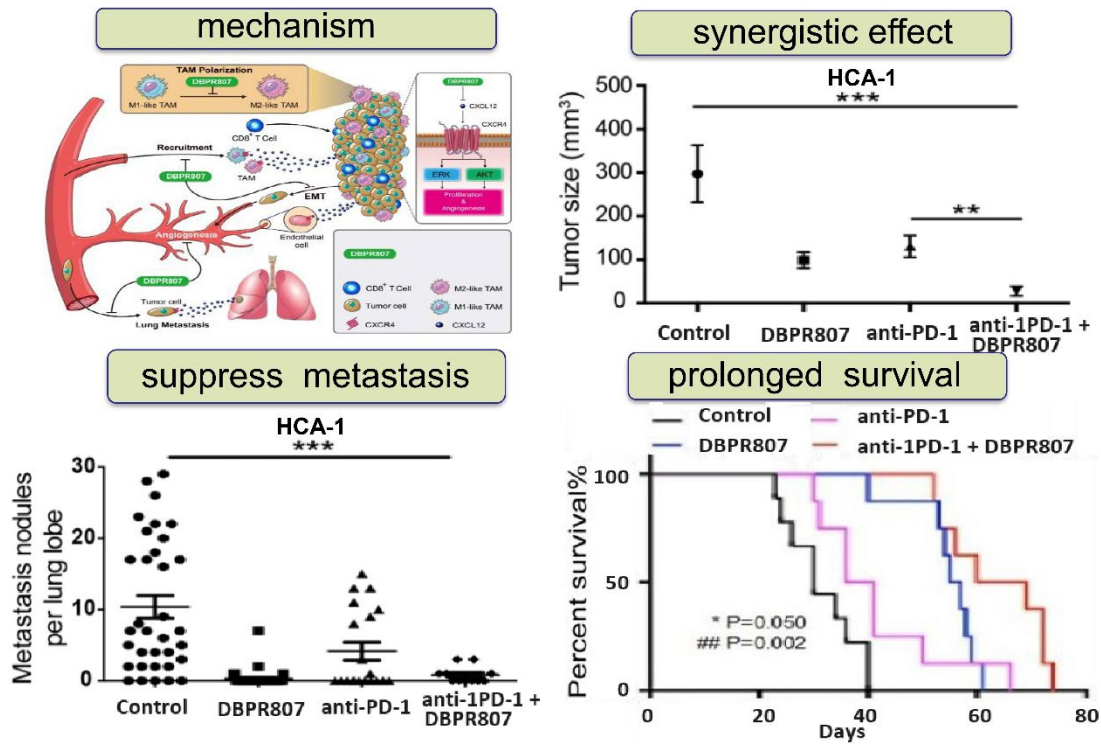 mechanism
TAM Polarization
DBPR807
M1-like TAM
M2-like TAM
CD8+ T Cell
Recruitment
TAM
DBPR807
EMT
Angiogenesis
Endothelial
cell
DBPR807
Tumor cell
Lung Metastasis
DBPR807
CXCL12
CXCR4
ERK
AKT
Proliferation
&
Angiogenesis
DBPR807
CD8+ T Cell
M2-like TAM
Tumor cell
M1-like TAM
CXCR4
CXCL12
synergistic effect
HCA-1
***
**
Tumor size (mm³)
500
400
300
200
100
0
Control
DBPR807
anti-PD-1
anti-1PD-1 +
DBPR807
suppress metastasis
HCA-1
***
Metastasis nodules
per lung lobe
30
20
10
0
Control
DBPR807
anti-PD-1
anti-1PD-1 +
DBPR807
prolonged survival
Control
anti-PD-1
DBPR807
anti-1PD-1 + DBPR807
Percent survival%
100
50
0
* P=0.050
## P=0.002
0
20
40
60
80
Days